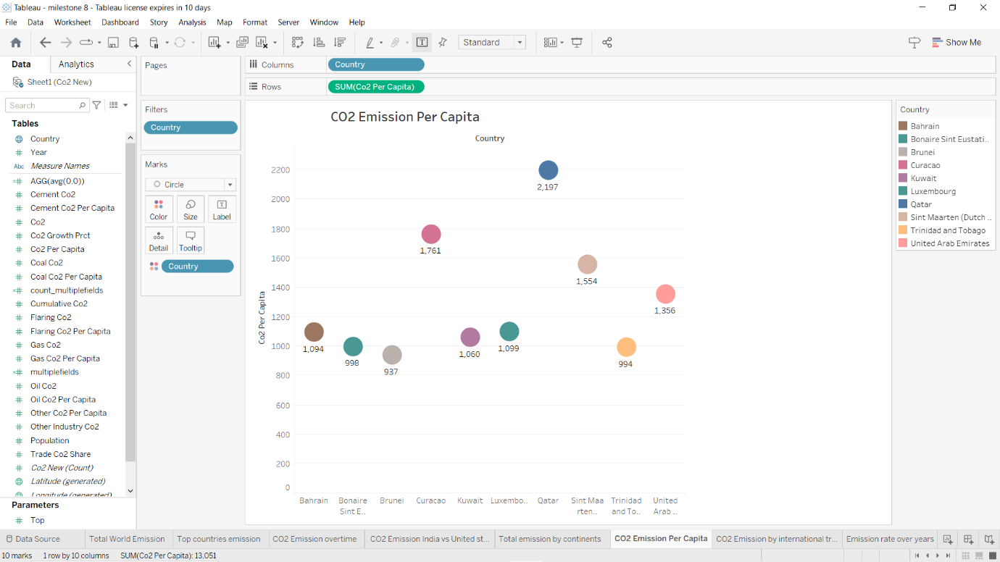 Tableau - milestone 8 - Tableau license expires in 10 days
File Data Worksheet Dashboard Story Analysis Map Format Server Window Help
Standard
Show Me
Data Analytics
Sheet1 (Co2 New)
Search
Tables
Country
Year
Abc Measure Names
AGG(avg(0.0))
Cement Co2
Cement Co2 Per Capita
Co2
Co2 Growth Prct
Co2 Per Capita
Coal Co2
Coal Co2 Per Capita
count_multiplefields
Cumulative Co2
Flaring Co2
Flaring Co2 Per Capita
Gas Co2
Gas Co2 Per Capita
multiplefields
Oil Co2
Oil Co2 Per Capita
Other Co2 Per Capita
Other Industry Co2
Population
Trade Co2 Share
Co2 New (Count)
Latitude (generated)
Longitude (generated)
Parameters
Top
Pages
Filters
Country
Marks
Circle
Color Size Label
Detail Tooltip
Country
Columns Country
Rows SUM(Co2 Per Capita)
CO2 Emission Per Capita
Country
Co2 Per Capita
2200
2000
1800
1600
1400
1200
1000
800
600
400
200
0
1,094
998
937
1,761
1,060
1,099
2,197
1,554
994
1,356
Bahrain
Bonaire
Sint E..
Brunei
Curacao
Kuwait
Luxembo..
Qatar
Sint Maa
rten..
Trinidad
and To..
United
Arab ..
Country
Bahrain
Bonaire Sint Eustati..
Brunei
Curacao
Kuwait
Luxembourg
Qatar
Sint Maarten (Dutch ..
Trinidad and Tobago
United Arab Emirates
Data Source Total World Emission Top countries emission CO2 Emission overtime CO2 Emission India vs United st... Total emission by continents CO2 Emission Per Capita CO2 Emission by international tr... Emission rate over years
10 marks 1 row by 10 columns SUM(Co2 Per Capita): 13,051